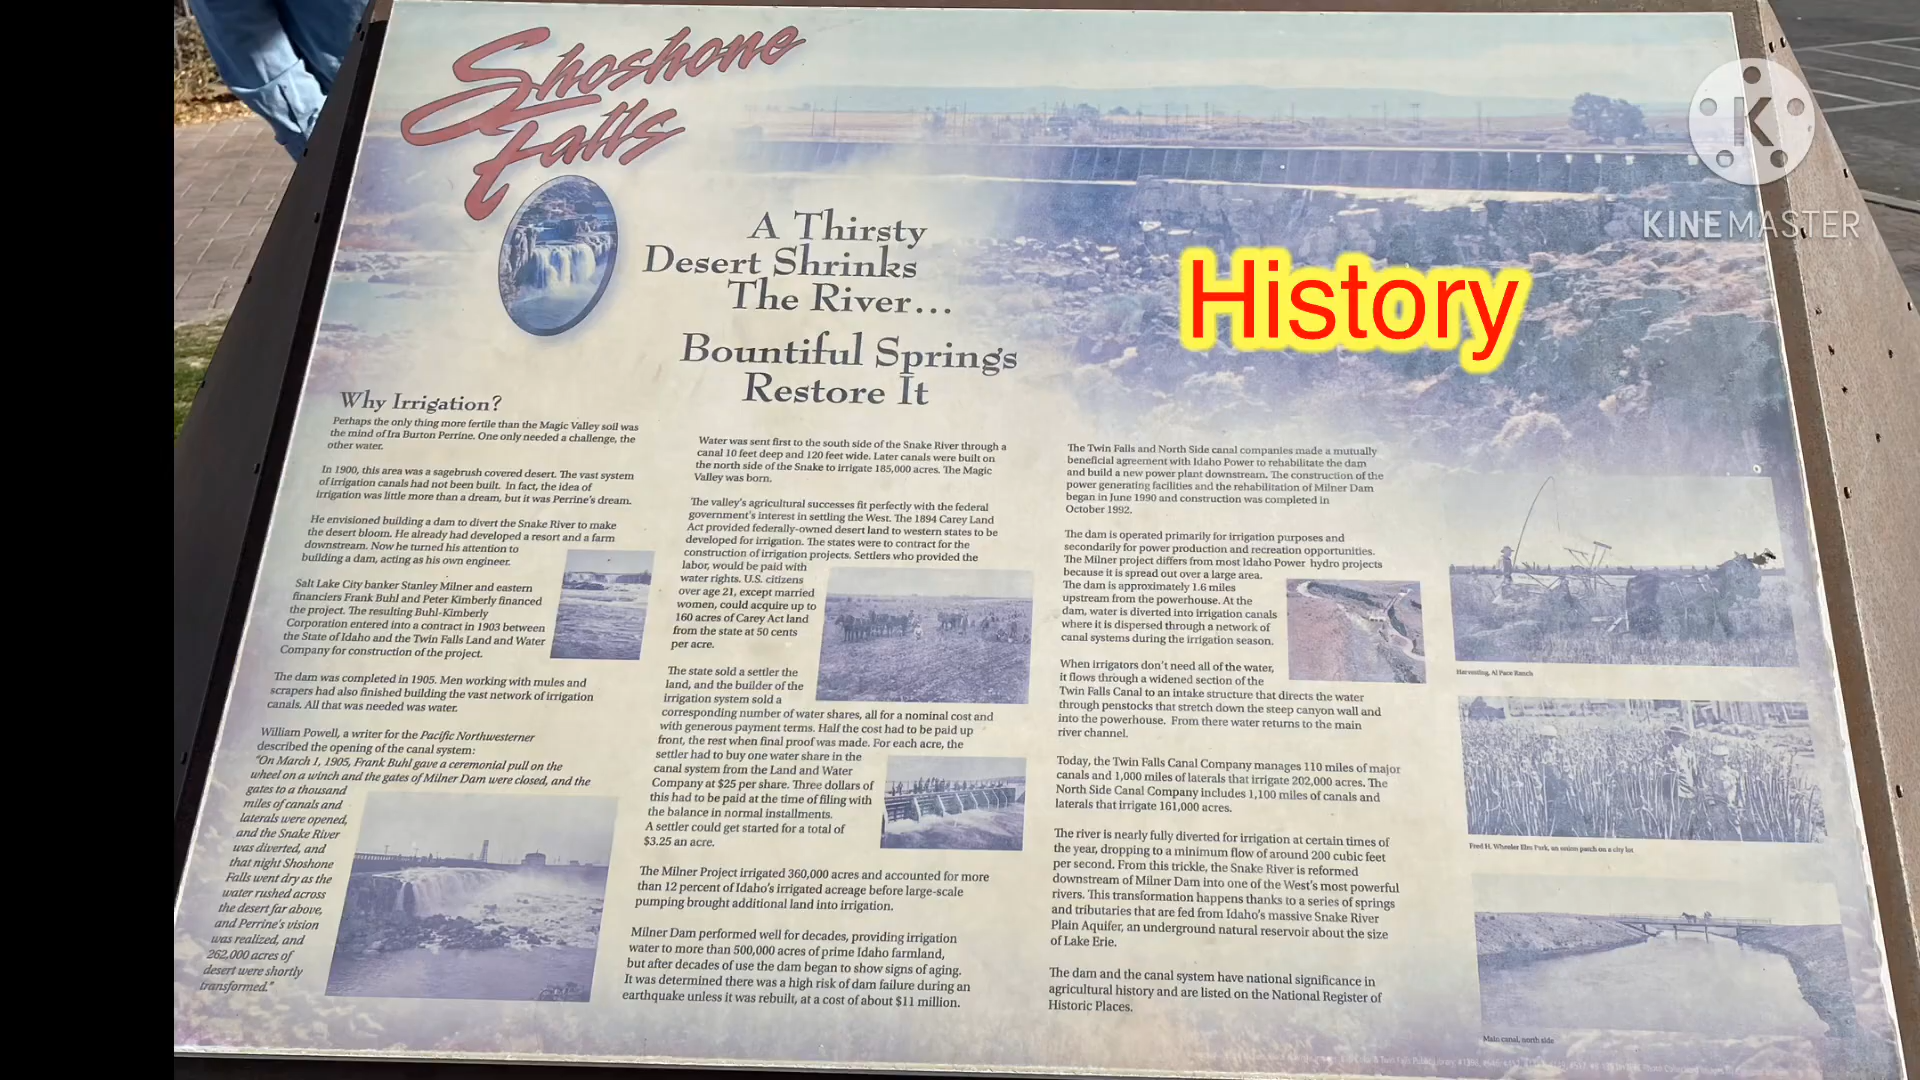 Shoshone
Falls
A Thirsty
Desert Shrinks
The River...
Bountiful Springs
Restore It
History
KINEMASTER
Why Irrigation?
Perhaps the only thing more fertile than the Magic Valley soil was
the mind of Ira Burton Perrine. One only needed a challenge, the
other water.
In 1900, this area was a sagebrush covered desert. The vast system
of irrigation canals had not been built. In fact, the idea of
irrigation was little more than a dream, but it was Perrine's dream.
He envisioned building a dam to divert the Snake River to make
the desert bloom. He already had developed a resort and a farm
downstream. Now he turned his attention to
building a dam, acting as his own engineer.
Salt Lake City banker Stanley Milner and eastern
financiers Frank Buhl and Peter Kimberly financed
the project. The resulting Buhl-Kimberly
Corporation entered into a contract in 1903 between
the State of Idaho and the Twin Falls Land and Water
Company for construction of the project.
The dam was completed in 1905. Men working with mules and
scrapers had also finished building the vast network of irrigation
canals. All that was needed was water.
William Powell, a writer for the Pacific Northwesterner
described the opening of the canal system:
"On March 1, 1905, Frank Buhl gave a ceremonial pull on the
wheel on a winch and the gates of Milner Dam were closed, and the
gates to a thousand
miles of canals and
laterals were opened,
and the Snake River
was diverted, and
that night Shoshone
Falls went dry as the
water rushed across
the desert far above,
and Perrine's vision
was realized, and
262,000 acres of
desert were shortly
transformed."
Water was sent first to the south side of the Snake River through a
canal 10 feet deep and 120 feet wide. Later canals were built on
the north side of the Snake to irrigate 185,000 acres. The Magic
Valley was born.
The valley's agricultural successes fit perfectly with the federal
government's interest in settling the West. The 1894 Carey Land
Act provided federally-owned desert land to western states to be
developed for irrigation. The states were to contract for the
construction of irrigation projects. Settlers who provided the
labor, would be paid with
water rights. U.S. citizens
over age 21, except married
women, could acquire up to
160 acres of Carey Act land
from the state at 50 cents
per acre.
The state sold a settler the
land, and the builder of the
irrigation system sold a
corresponding number of water shares, all for a nominal cost and
with generous payment terms. Half the cost had to be paid up
front, the rest when final proof was made. For each acre, the
settler had to buy one water share in the
canal system from the Land and Water
Company at $25 per share. Three dollars of
this had to be paid at the time of filing with
the balance in normal installments.
A settler could get started for a total of
$3.25 an acre.
The Milner Project irrigated 360,000 acres and accounted for more
than 12 percent of Idaho's irrigated acreage before large-scale
pumping brought additional land into irrigation.
Milner Dam performed well for decades, providing irrigation
water to more than 500,000 acres of prime Idaho farmland,
but after decades of use the dam began to show signs of aging.
It was determined there was a high risk of dam failure during an
earthquake unless it was rebuilt, at a cost of about $11 million.
The Twin Falls and North Side canal companies made a mutually
beneficial agreement with Idaho Power to rehabilitate the dam
and build a new power plant downstream. The construction of the
power generating facilities and the rehabilitation of Milner Dam
began in June 1990 and construction was completed in
October 1992.
The dam is operated primarily for irrigation purposes and
secondarily for power production and recreation opportunities.
The Milner project differs from most Idaho Power hydro projects
because it is spread out over a large area.
The dam is approximately 1.6 miles
upstream from the powerhouse. At the
dam, water is diverted into irrigation canals
where it is dispersed through a network of
canal systems during the irrigation season.
When irrigators don't need all of the water,
it flows through a widened section of the
Twin Falls Canal to an intake structure that directs the water
through penstocks that stretch down the steep canyon wall and
into the powerhouse. From there water returns to the main
river channel.
Today, the Twin Falls Canal Company manages 110 miles of major
canals and 1,000 miles of laterals that irrigate 202,000 acres. The
North Side Canal Company includes 1,100 miles of canals and
laterals that irrigate 161,000 acres.
The river is nearly fully diverted for irrigation at certain times of
the year, dropping to a minimum flow of around 200 cubic feet
per second. From this trickle, the Snake River is reformed
downstream of Milner Dam into one of the West's most powerful
rivers. This transformation happens thanks to a series of springs
and tributaries that are fed from Idaho's massive Snake River
Plain Aquifer, an underground natural reservoir about the size
of Lake Erie.
The dam and the canal system have national significance in
agricultural history and are listed on the National Register of
Historic Places.
Harvesting, Al Pace Ranch
Fred H. Wheeler Elm Park, an onion patch on a city lot
Main canal, north side